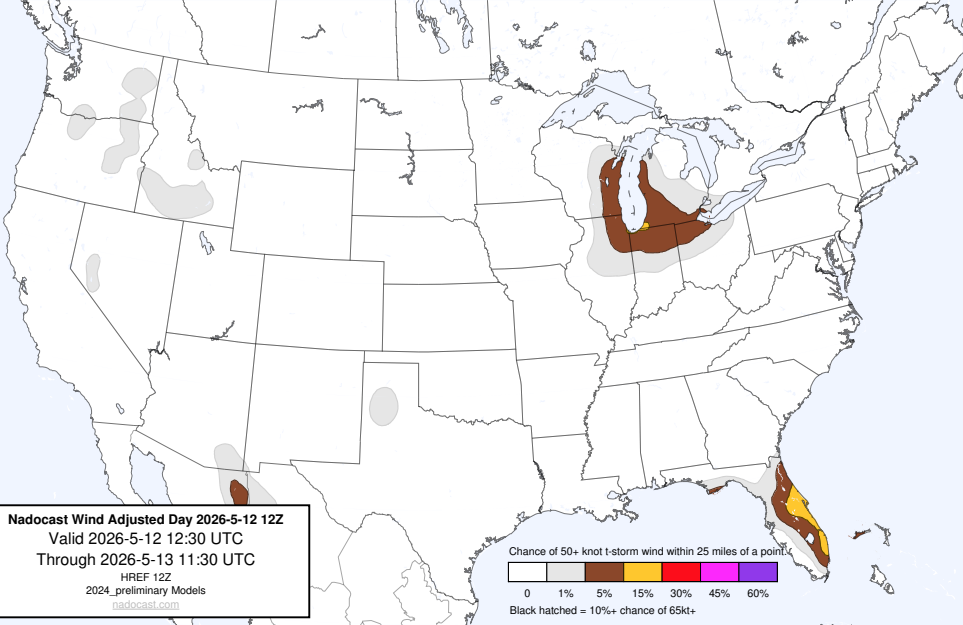 Nadocast Wind Adjusted Day 2026-5-12 12Z
Valid 2026-5-12 12:30 UTC
Through 2026-5-13 11:30 UTC
HREF 12Z
2024_preliminary Models
nadocast.com
Chance of 50+ knot t-storm wind within 25 miles of a point.
0 1% 5% 15% 30% 45% 60%
Black hatched = 10%+ chance of 65kt+